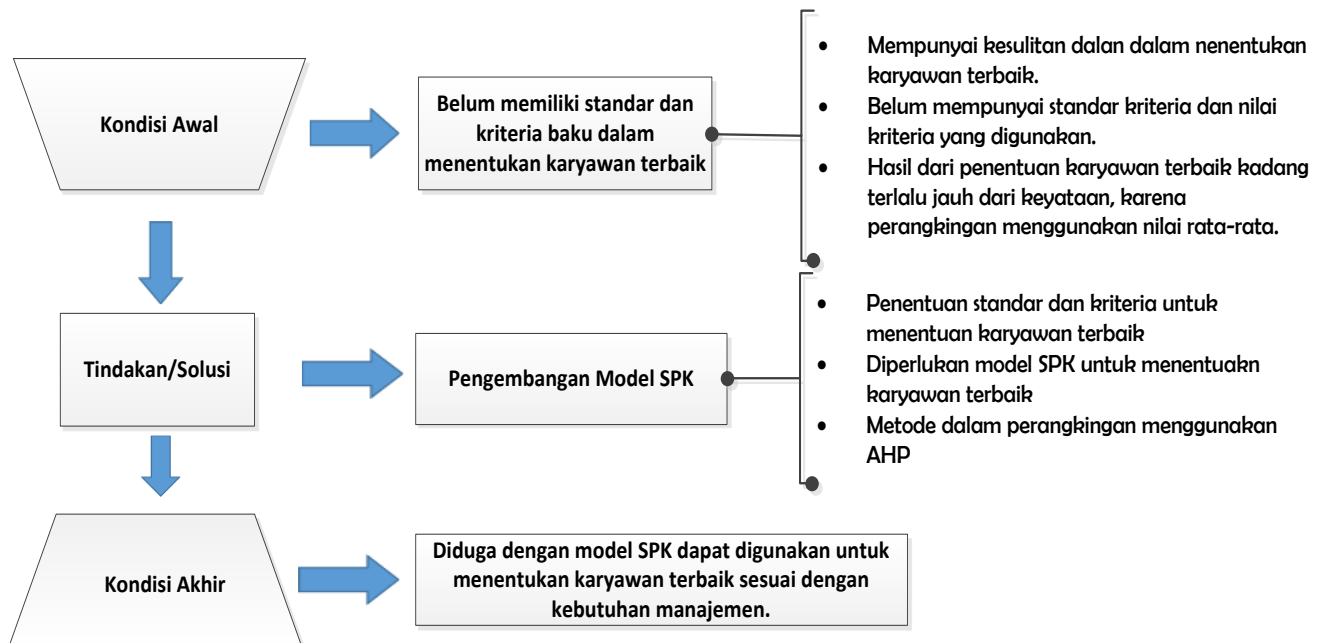 Kondisi Awal
Belum memiliki standar dan
kriteria baku dalam
menentukan karyawan terbaik
• Mempunyai kesulitan dalan dalam nenentukan
karyawan terbaik.
• Belum mempunyai standar kriteria dan nilai
kriteria yang digunakan.
• Hasil dari penentuan karyawan terbaik kadang
terlalu jauh dari keyataan, karena
perangkingan menggunakan nilai rata-rata.
Tindakan/Solusi
Pengembangan Model SPK
• Penentuan standar dan kriteria untuk
menentuan karyawan terbaik
• Diperlukan model SPK untuk menentuakn
karyawan terbaik
• Metode dalam perangkingan menggunakan
AHP
Kondisi Akhir
Diduga dengan model SPK dapat digunakan untuk
menentukan karyawan terbaik sesuai dengan
kebutuhan manajemen.